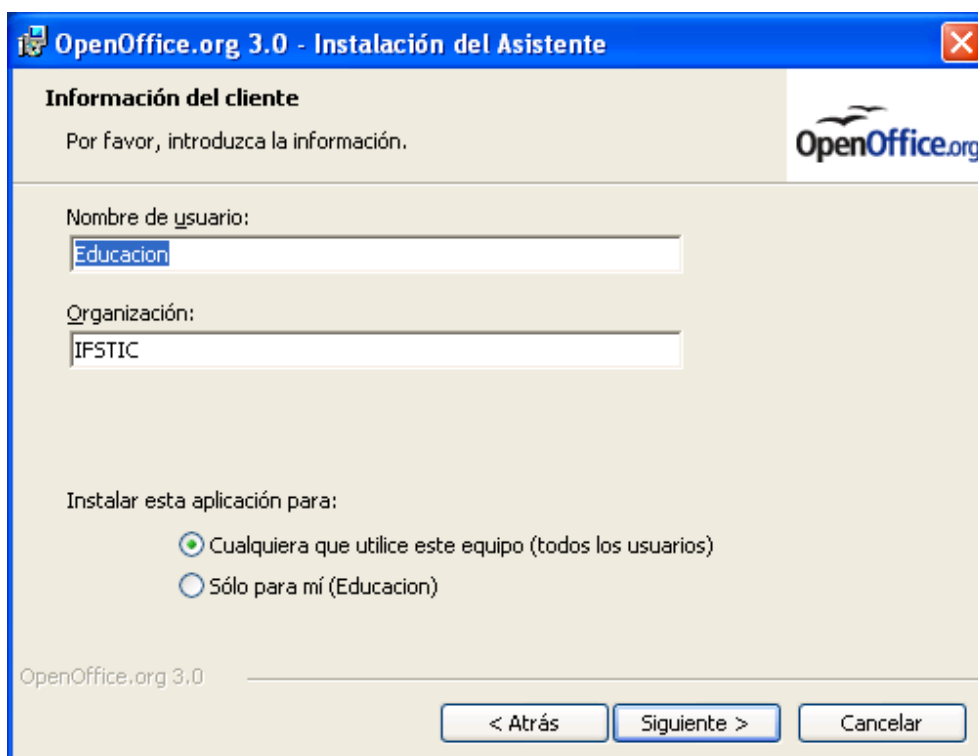 OpenOffice.org 3.0 - Instalación del Asistente
Información del cliente
Por favor, introduzca la información.
OpenOffice.org
Nombre de usuario:
Educacion
Organización:
IFSTIC
Instalar esta aplicación para:
Cualquiera que utilice este equipo (todos los usuarios)
Sólo para mí (Educacion)
OpenOffice.org 3.0
< Atrás
Siguiente >
Cancelar